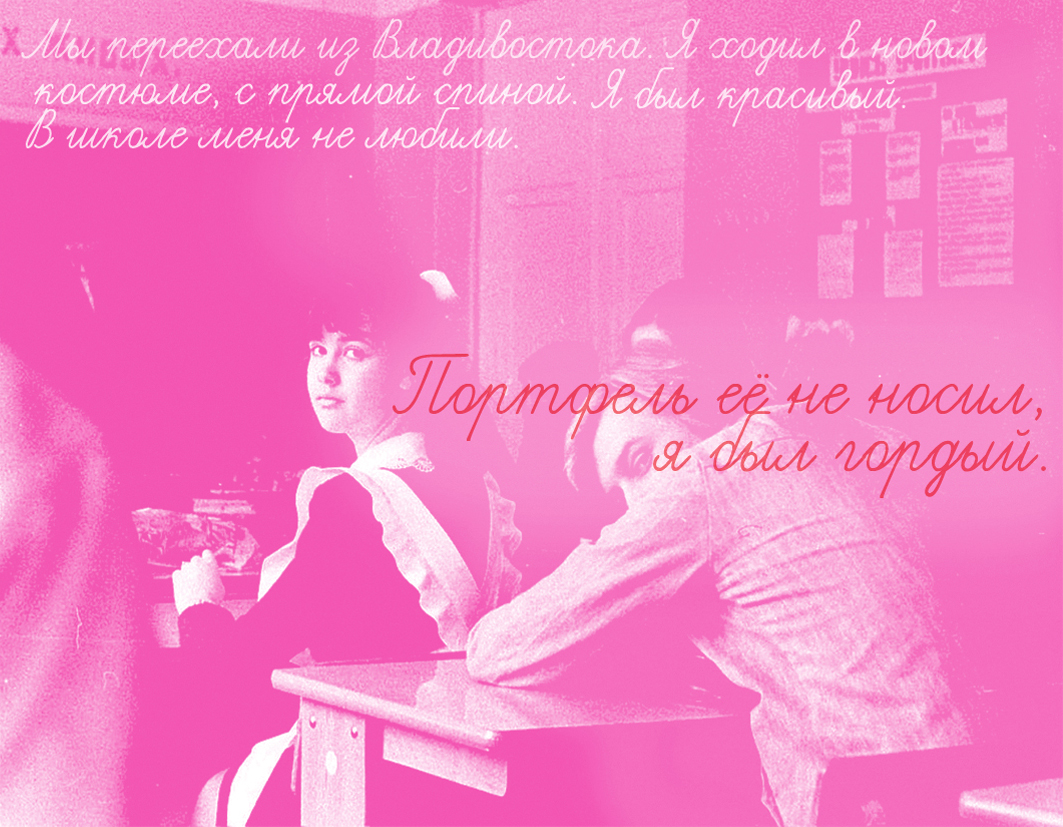 Мы переехали из Владивостока. Я ходил в новом
костюме, с прямой спиной. Я был красивый.
В школе меня не любили.
Портфель её не носил,
я был гордый.